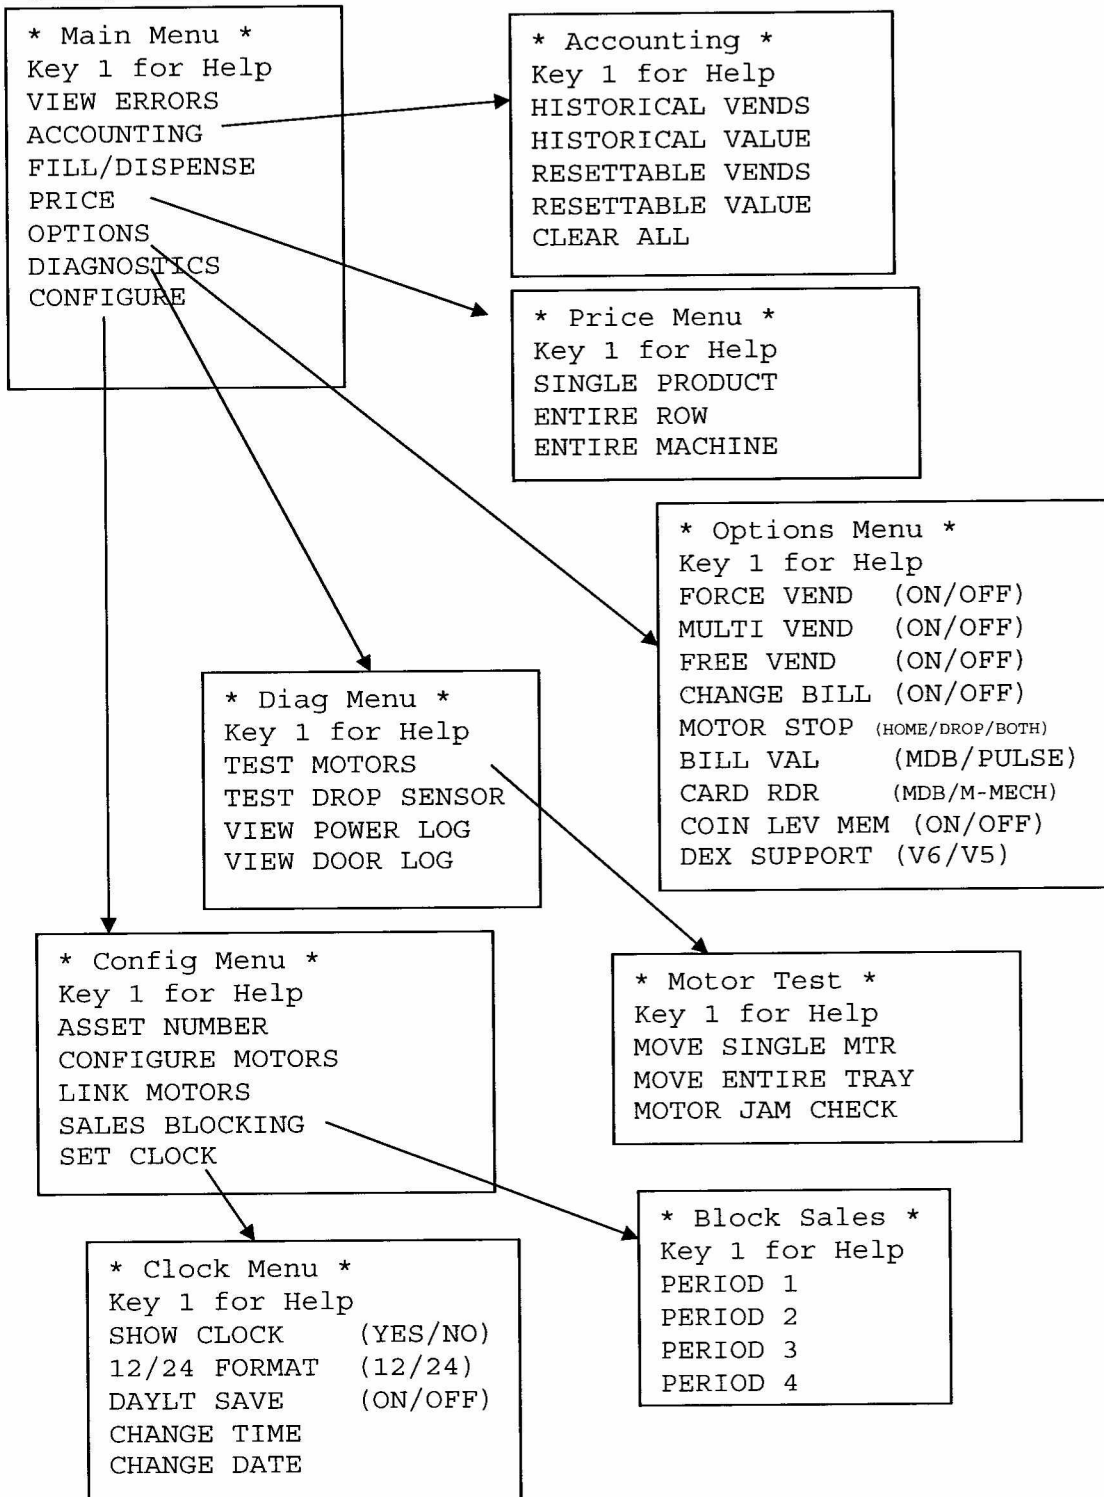 * Main Menu *
Key 1 for Help
VIEW ERRORS
ACCOUNTING
FILL/DISPENSE
PRICE
OPTIONS
DIAGNOSTICS
CONFIGURE
* Accounting *
Key 1 for Help
HISTORICAL VENDS
HISTORICAL VALUE
RESETTABLE VENDS
RESETTABLE VALUE
CLEAR ALL
* Price Menu *
Key 1 for Help
SINGLE PRODUCT
ENTIRE ROW
ENTIRE MACHINE
* Options Menu *
Key 1 for Help
FORCE VEND (ON/OFF)
MULTI VEND (ON/OFF)
FREE VEND (ON/OFF)
CHANGE BILL (ON/OFF)
MOTOR STOP (HOME/DROP/BOTH)
BILL VAL (MDB/PULSE)
CARD RDR (MDB/M-MECH)
COIN LEV MEM (ON/OFF)
DEX SUPPORT (V6/V5)
* Diag Menu *
Key 1 for Help
TEST MOTORS
TEST DROP SENSOR
VIEW POWER LOG
VIEW DOOR LOG
* Config Menu *
Key 1 for Help
ASSET NUMBER
CONFIGURE MOTORS
LINK MOTORS
SALES BLOCKING
SET CLOCK
* Motor Test *
Key 1 for Help
MOVE SINGLE MTR
MOVE ENTIRE TRAY
MOTOR JAM CHECK
* Block Sales *
Key 1 for Help
PERIOD 1
PERIOD 2
PERIOD 3
PERIOD 4
* Clock Menu *
Key 1 for Help
SHOW CLOCK (YES/NO)
12/24 FORMAT (12/24)
DAYLT SAVE (ON/OFF)
CHANGE TIME
CHANGE DATE